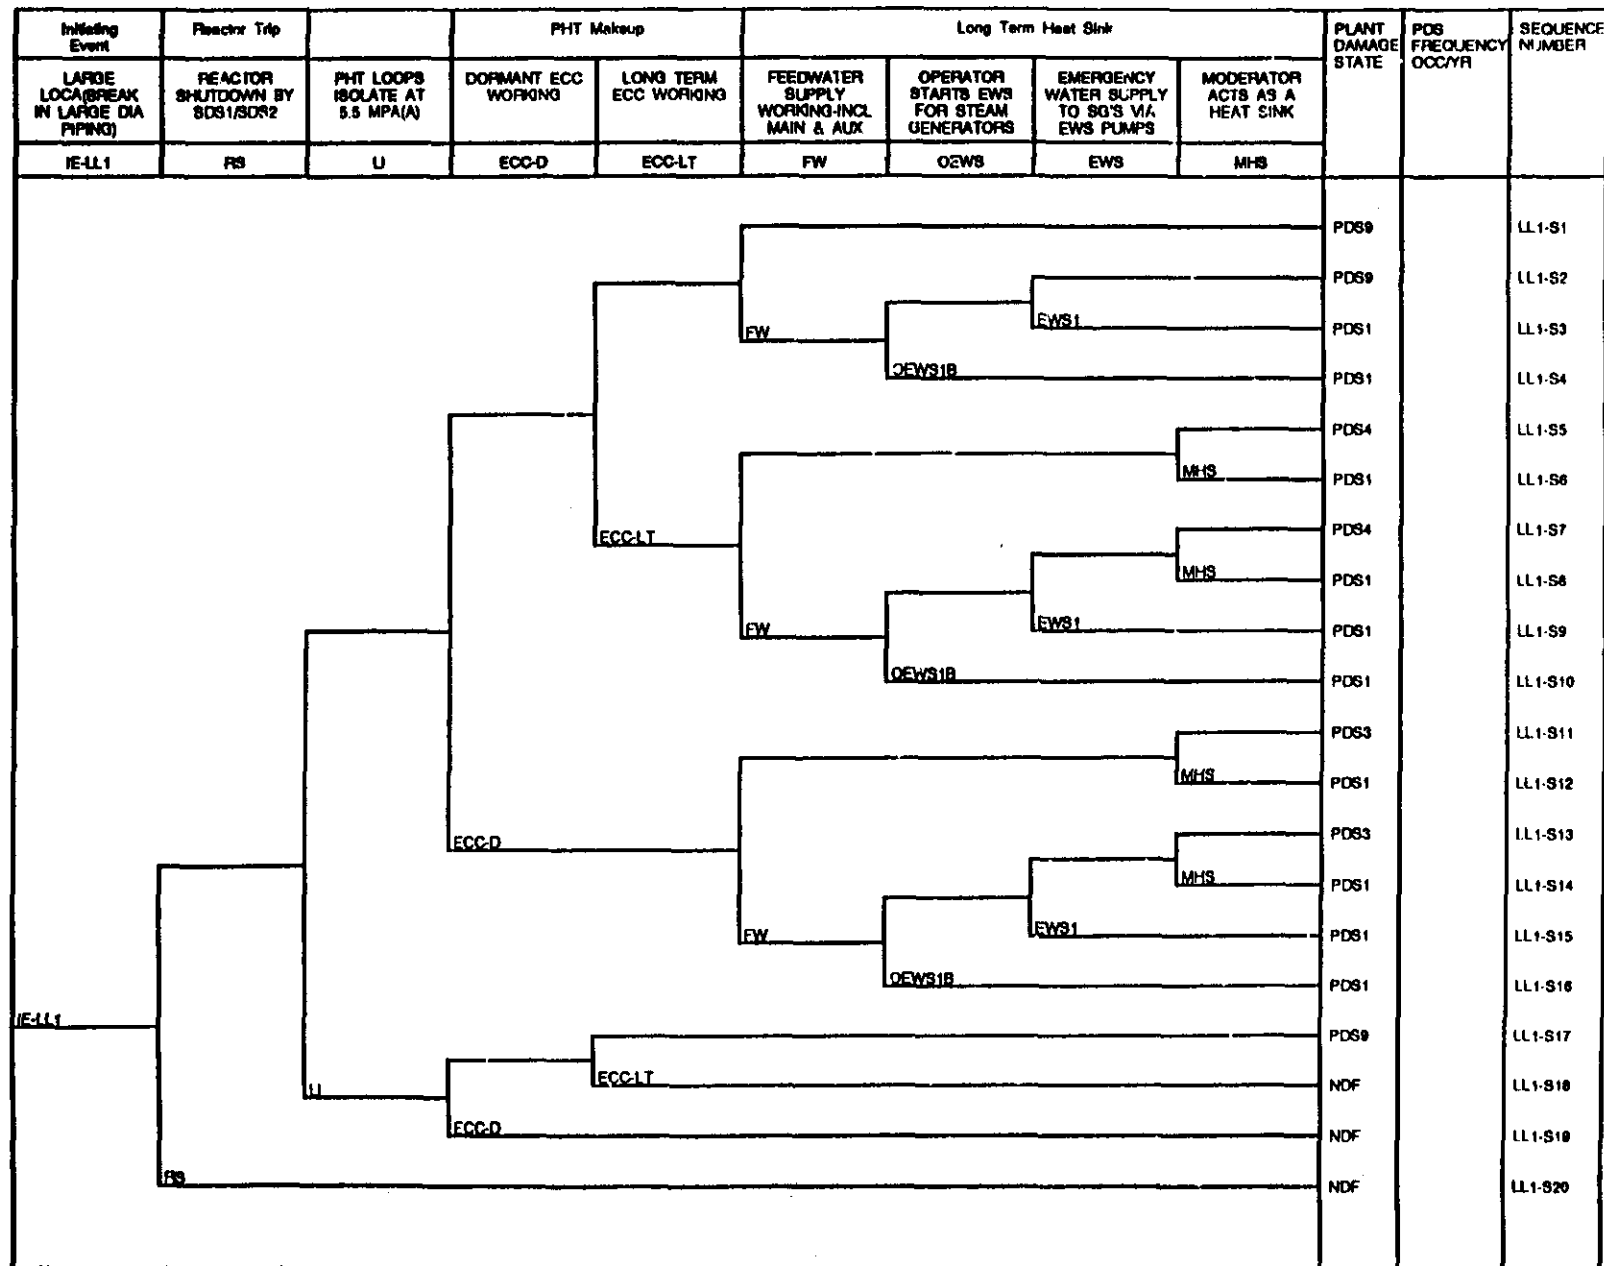 Initiating Event
Reactor Trip
PHT Makeup
Long Term Heat Sink
PLANT DAMAGE STATE
PDS FREQUENCY OCC/YR
SEQUENCE NUMBER
LARGE LOCA(BREAK IN LARGE DIA PIPING)
REACTOR SHUTDOWN BY SDS1/SDS2
PHT LOOPS ISOLATE AT 5.5 MPA(A)
DORMANT ECC WORKING
LONG TERM ECC WORKING
FEEDWATER SUPPLY WORKING-INCL MAIN & AUX
OPERATOR STARTS EWS FOR STEAM GENERATORS
EMERGENCY WATER SUPPLY TO SG'S VIA EWS PUMPS
MODERATOR ACTS AS A HEAT SINK
IE-LL1
RS
LI
ECC-D
ECC-LT
FW
OEWS
EWS
MHS
PDS9 LL1-S1
PDS9 LL1-S2
EWS1
FW
PDS1 LL1-S3
OEWS1B
PDS1 LL1-S4
PDS4 LL1-S5
MHS
PDS1 LL1-S6
PDS4 LL1-S7
ECC-LT
MHS
PDS1 LL1-S8
EWS1
FW
PDS1 LL1-S9
OEWS1B
PDS1 LL1-S10
PDS3 LL1-S11
MHS
PDS1 LL1-S12
PDS3 LL1-S13
ECC-D
MHS
PDS1 LL1-S14
EWS1
FW
PDS1 LL1-S15
OEWS1B
PDS1 LL1-S16
IE-LL1
PDS9 LL1-S17
ECC-LT
LI
NDF LL1-S18
ECC-D
NDF LL1-S19
RS
NDF LL1-S20